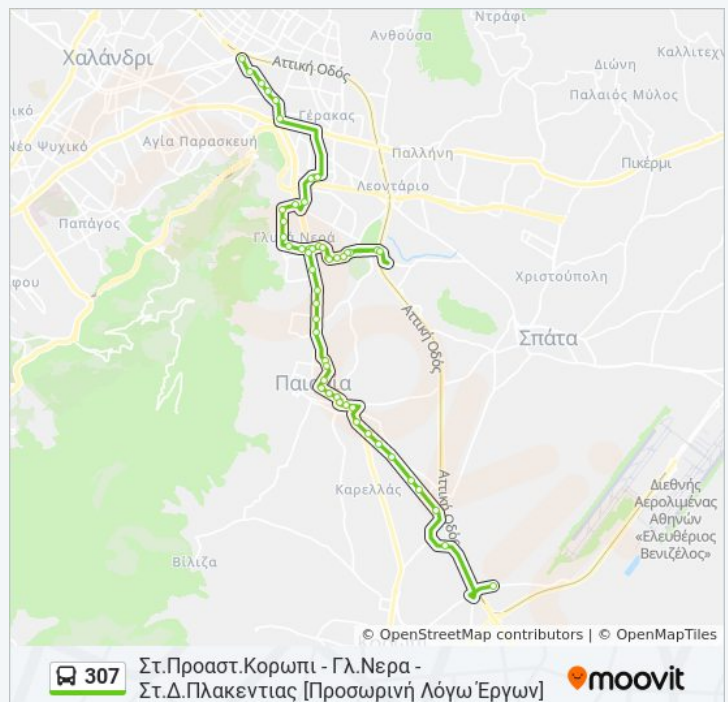 ΝΤΡΆΦΙ
Ανθούσα
Καλλιτεχν
Χαλάνδρι
Αττική Οδός
Διώνη
Παλαιός Μύλος
Γέρακας
ικό
Νέο Ψυχικό
Αγία Παρασκευή
Παλλήνη
Πικέρμι
Λεοντάριο
Παπάγος
Γλυκά Νερά
φου
Χριστούπολη
Αττική Οδός
Σπάτα
Παιανία
Αττική Οδός
Καρελλάς
Διεθνής
Αερολιμένας
Αθηνών
«Ελευθέριος
Βενιζέλος»
Βίλιζα
© OpenStreetMap contributors | © OpenMapTiles
307
Στ.Προαστ.Κορωπι - Γλ.Νερα -
Στ.Δ.Πλακεντιας [Προσωρινή Λόγω Έργων]
moovit